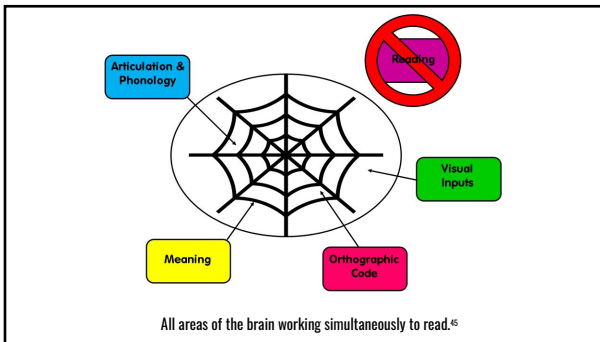 Reading
Articulation &
Phonology
Visual
Inputs
Meaning
Orthographic
Code
All areas of the brain working simultaneously to read.45